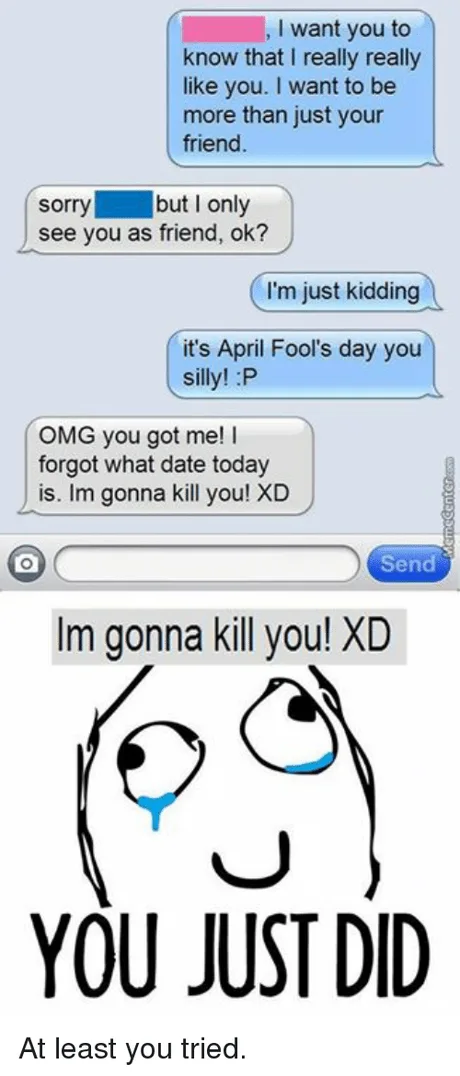 , I want you to
know that I really really
like you. I want to be
more than just your
friend.
sorry but I only
see you as friend, ok?
I'm just kidding
it's April Fool's day you
silly! :P
OMG you got me! I
forgot what date today
is. Im gonna kill you! XD
MemeCenter.com
Send
Im gonna kill you! XD
YOU JUST DID
At least you tried.